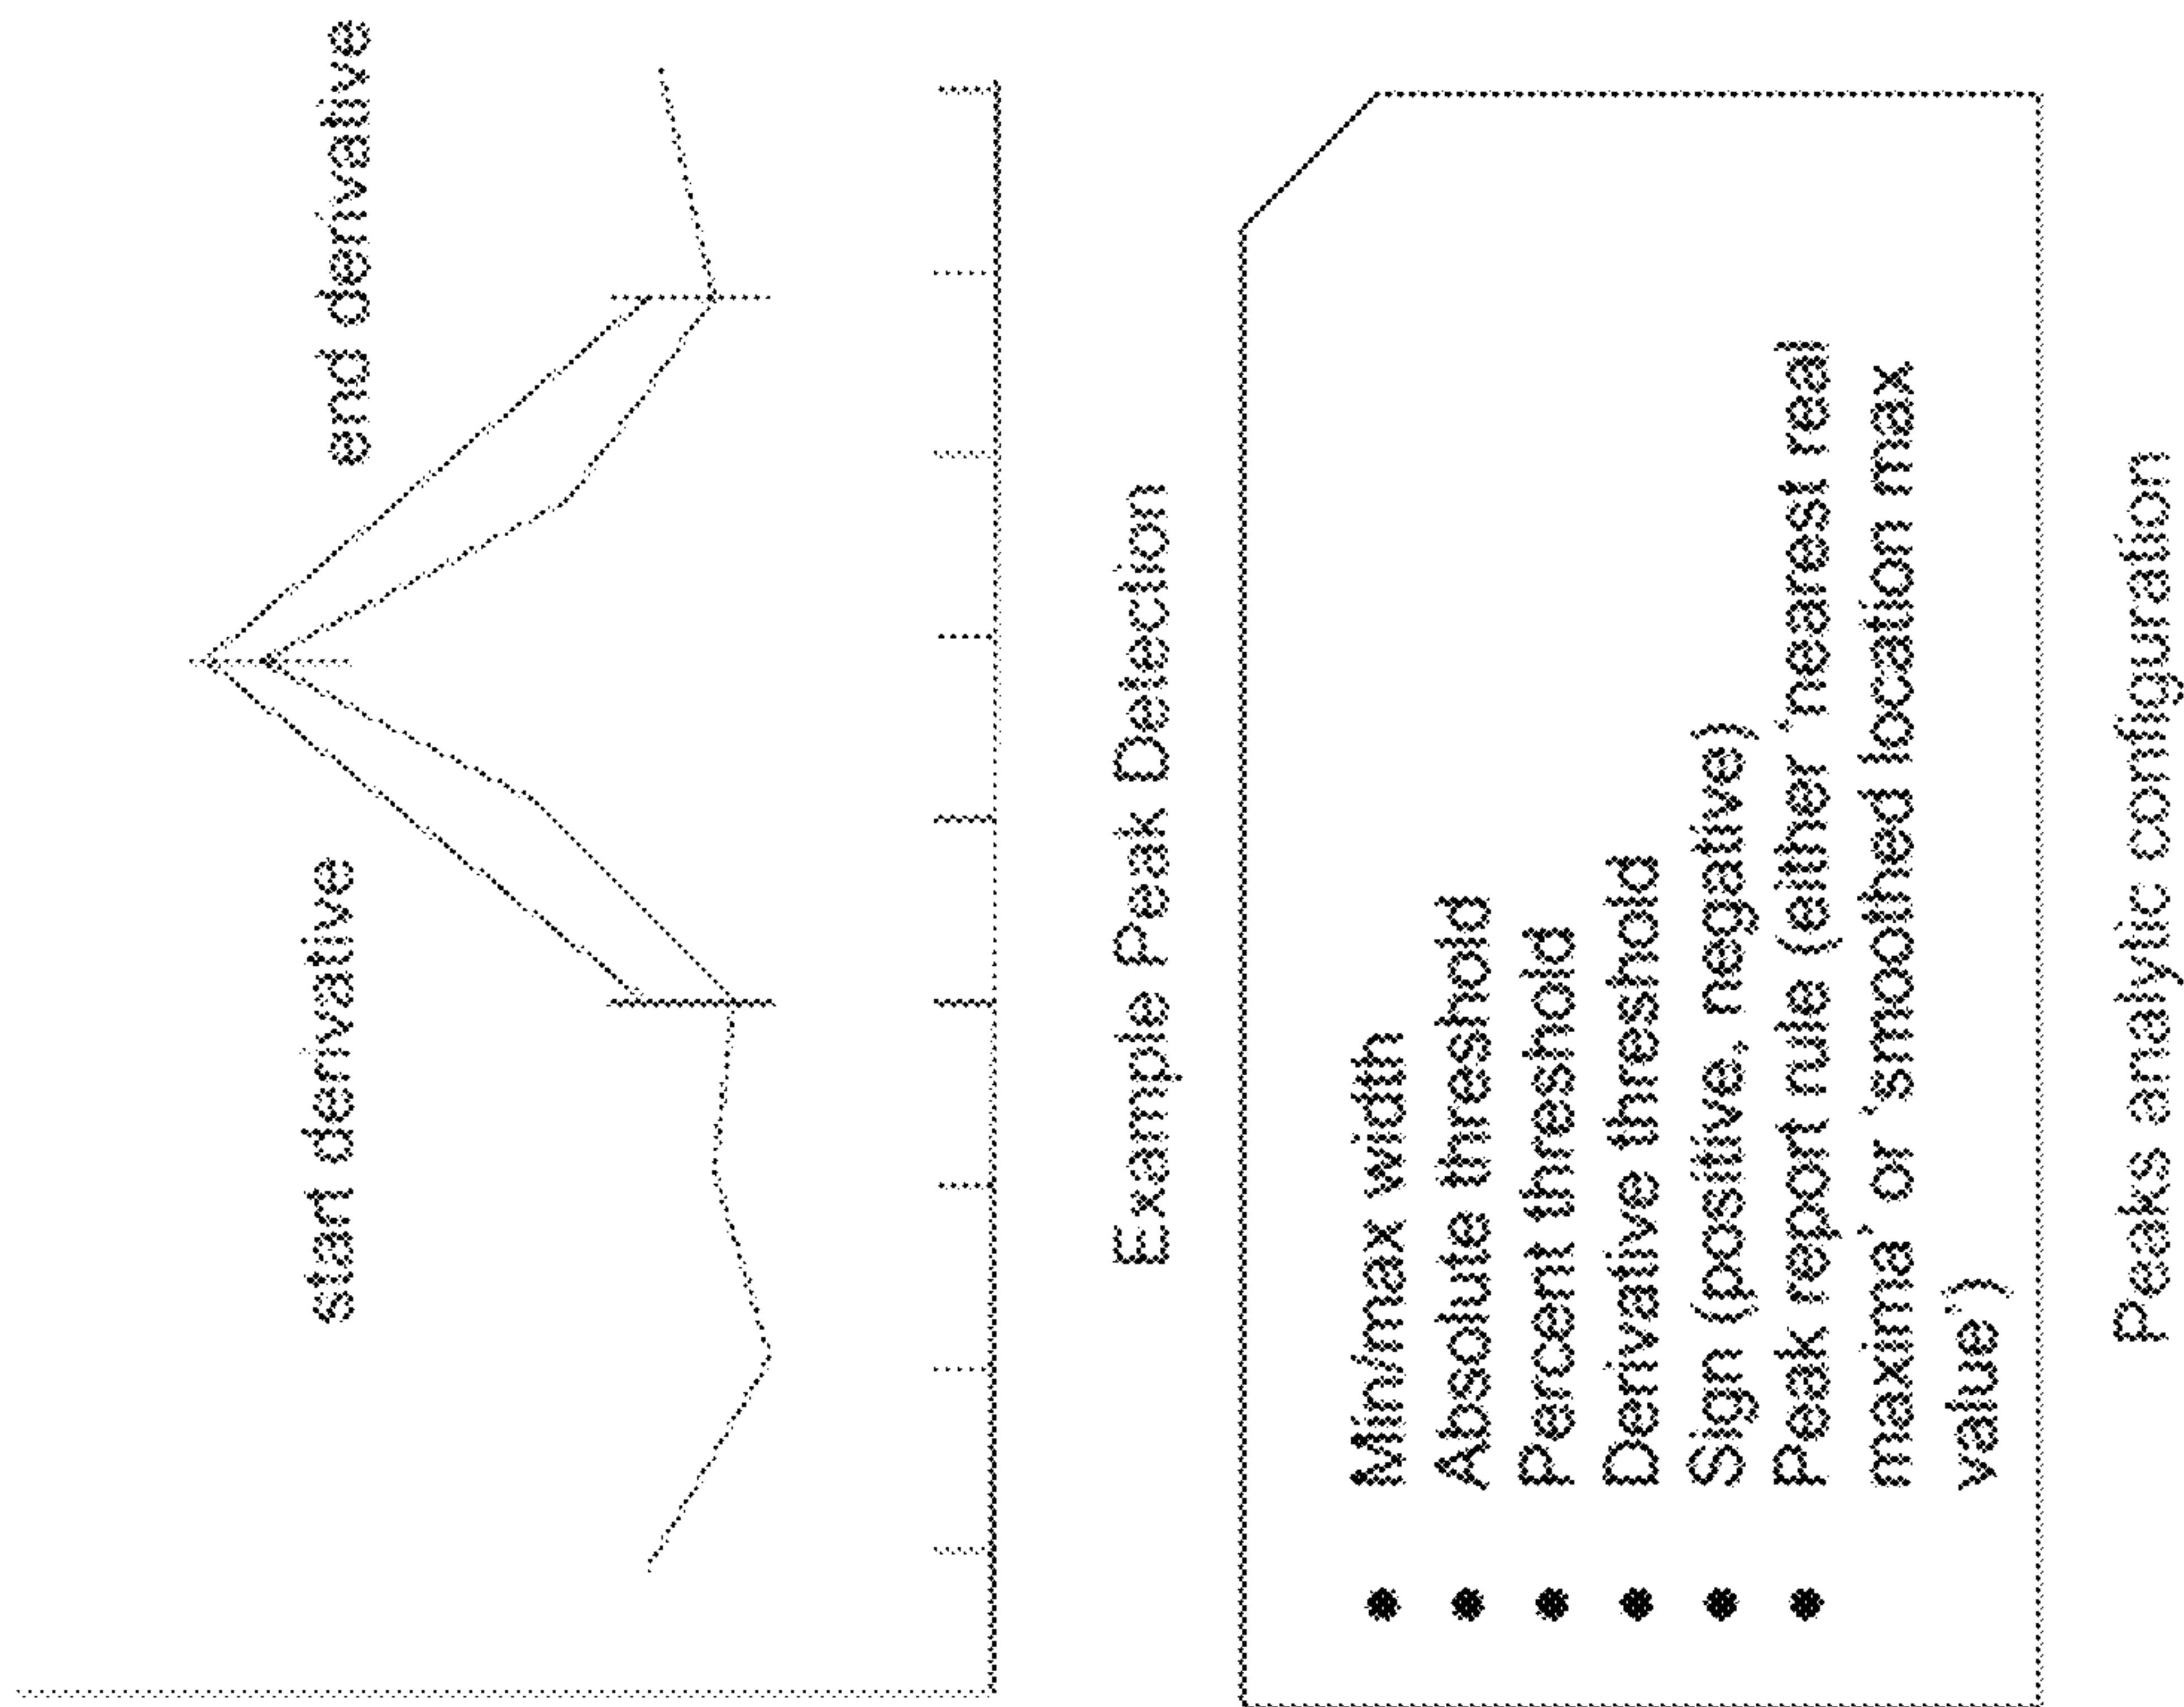 start derivative
end derivative
Example Peak Detection
• Min/max width
• Absolute threshold
• Percent threshold
• Derivative threshold
• Sign (positive, negative)
• Peak report rule (either 'nearest real
maxima' or 'smoothed location max
value')
Peaks analytic configuration